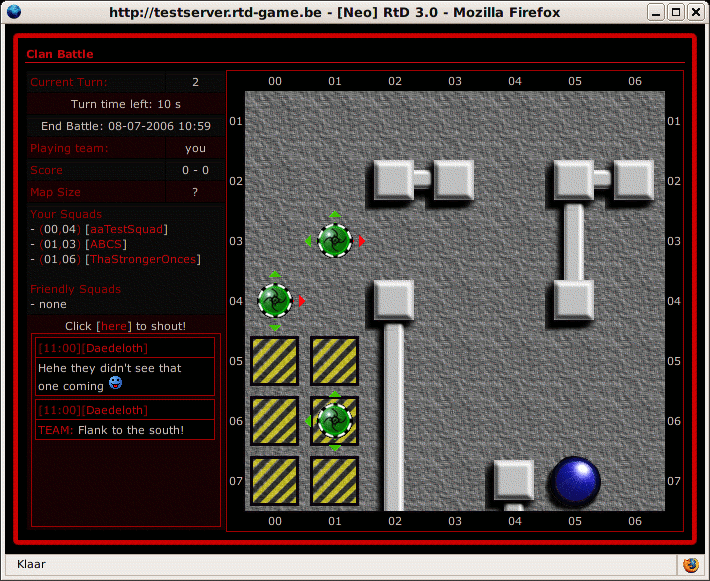 http://testserver.rtd-game.be - [Neo] RtD 3.0 - Mozilla Firefox
Clan Battle
Current Turn: 2
Turn time left: 10 s
End Battle: 08-07-2006 10:59
Playing team: you
Score 0 - 0
Map Size ?
Your Squads
- (00.04) [aaTestSquad]
- (01.03) [ABCS]
- (01.06) [ThaStrongerOnces]
Friendly Squads
- none
Click [here] to shout!
[11:00][Daedeloth]
Hehe they didn't see that
one coming
[11:00][Daedeloth]
TEAM: Flank to the south!
00 01 02 03 04 05 06
01 01
02 02
03 03
04 04
05 05
06 06
07 07
00 01 02 03 04 05 06
Klaar